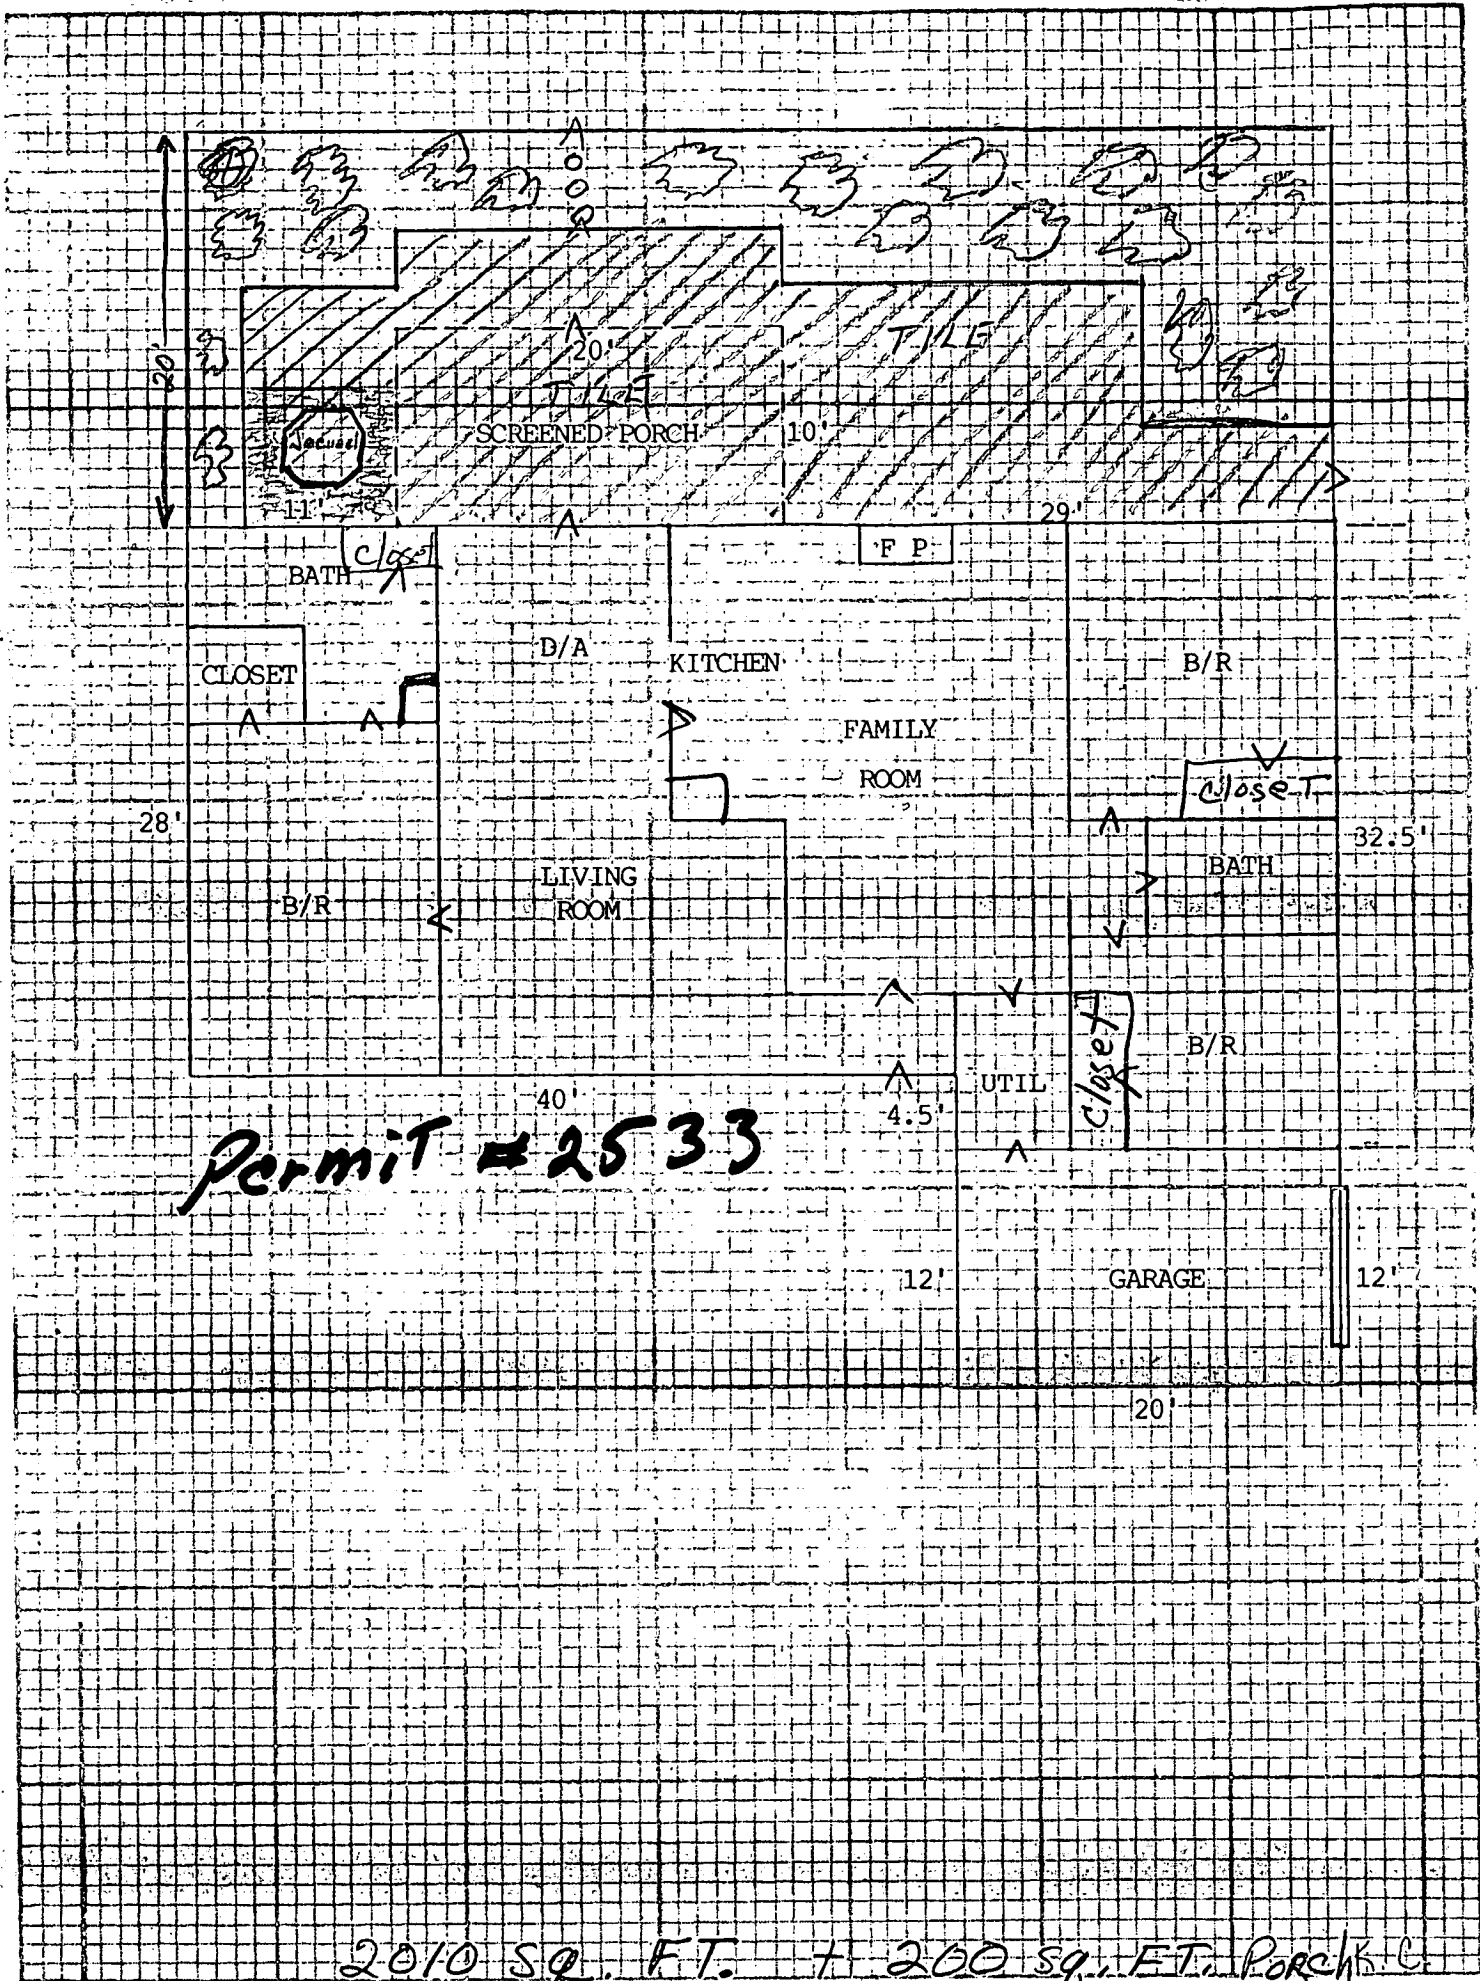 20'
20'
TILE
TILE
Jacuuzi
SCREENED PORCH
10'
11'
29'
Closet
F P
BATH
D/A
KITCHEN
B/R
CLOSET
FAMILY
ROOM
CloseT
28'
32.5'
BATH
LIVING
ROOM
B/R
Closet
B/R
UTIL
40'
4.5'
PermiT # 2533
12'
GARAGE
12'
20'
2010 SQ. FT. + 200 sq. FT. Porch